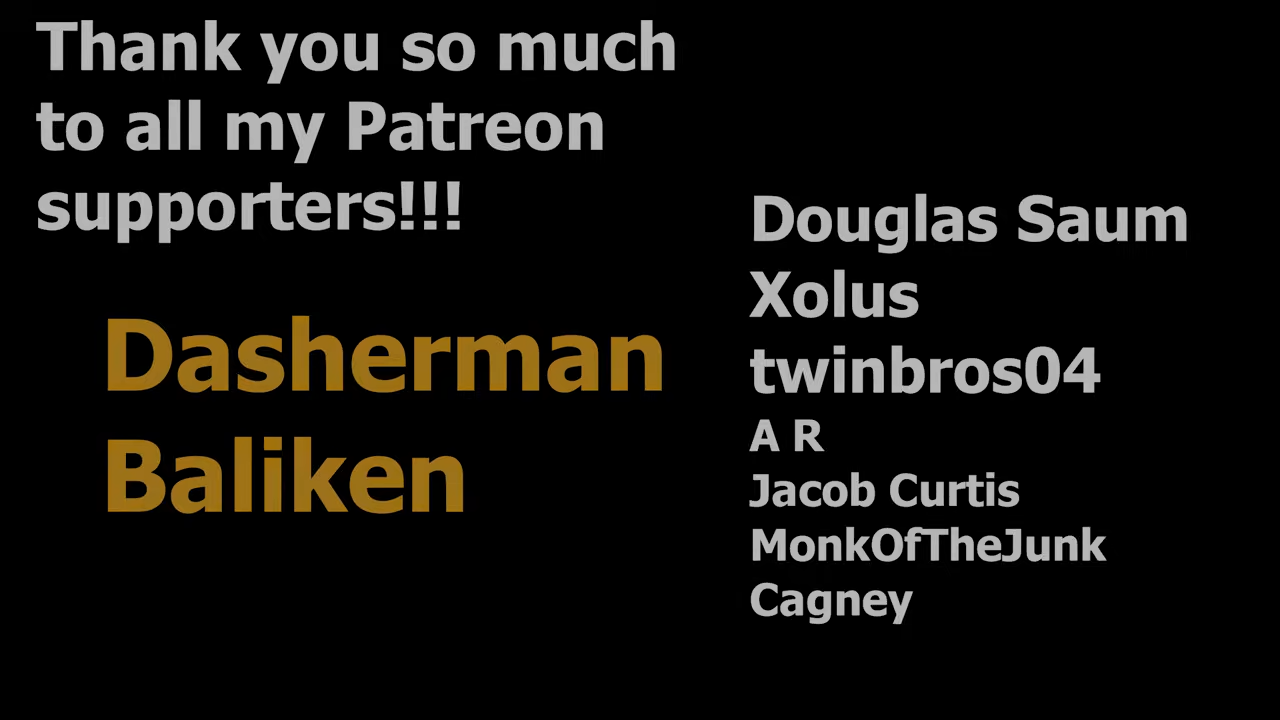 Thank you so much
to all my Patreon
supporters!!!
Dasherman
Baliken
Douglas Saum
Xolus
twinbros04
A R
Jacob Curtis
MonkOfTheJunk
Cagney